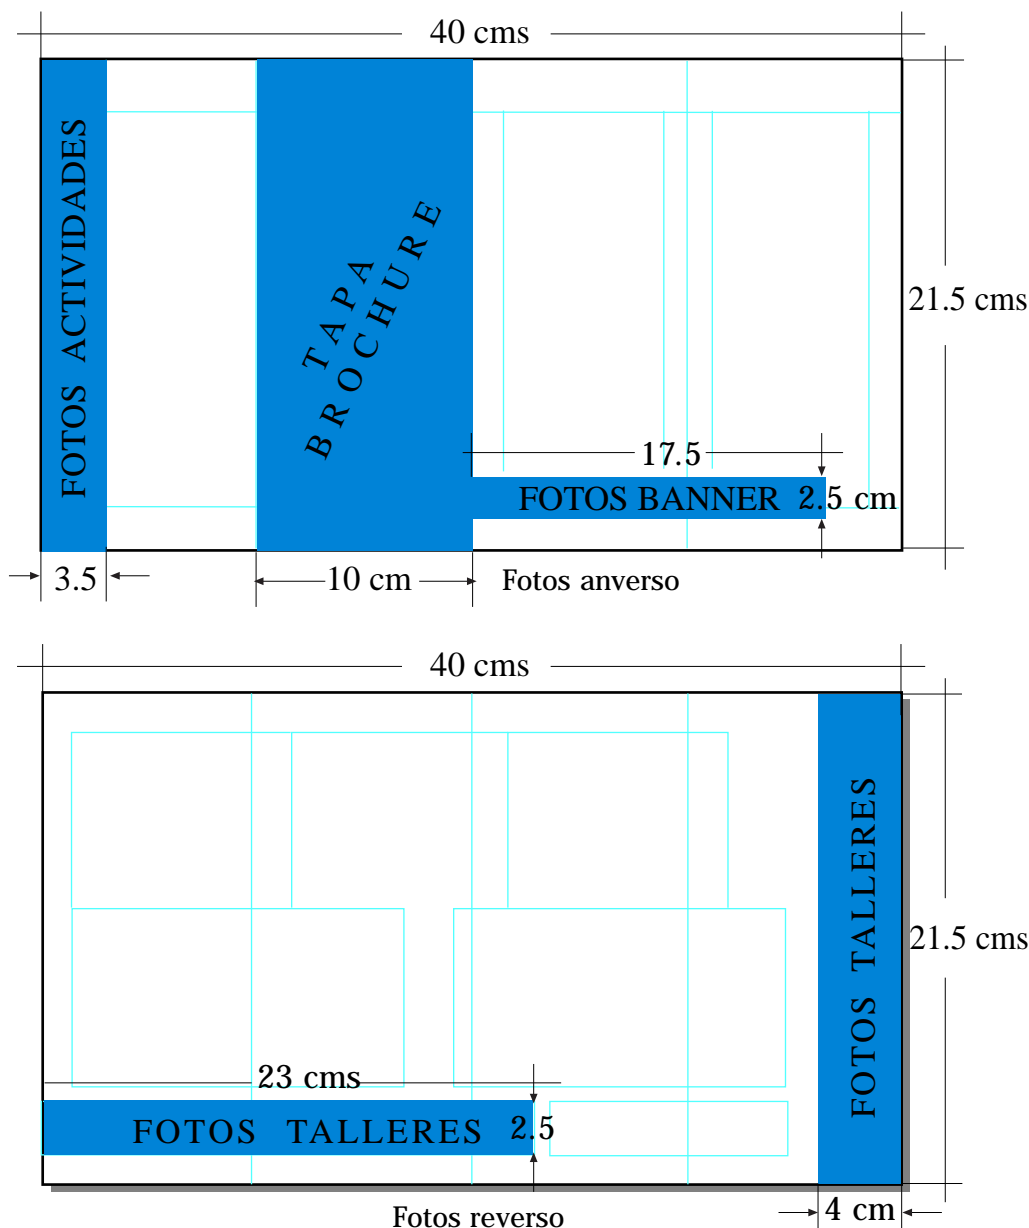 40 cms
FOTOS ACTIVIDADES
TAPA
BROCHURE
21.5 cms
17.5
FOTOS BANNER 2.5 cm
3.5
10 cm
Fotos anverso
40 cms
FOTOS TALLERES
21.5 cms
23 cms
FOTOS TALLERES 2.5
Fotos reverso
4 cm